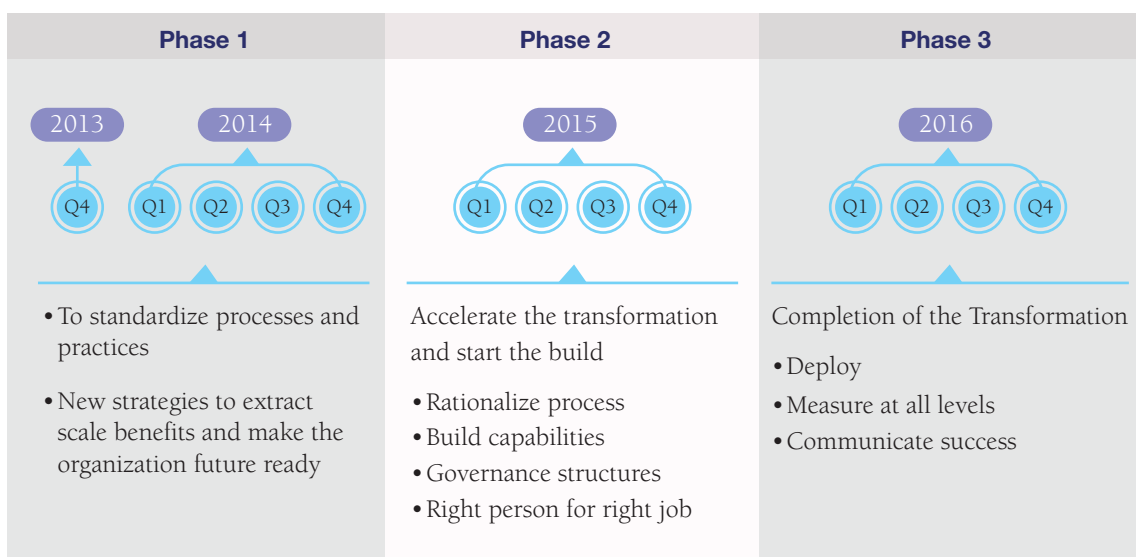 Phase 1
2013
2014
Q4
Q1
Q2
Q3
Q4
• To standardize processes and
practices
• New strategies to extract
scale benefits and make the
organization future ready
Phase 2
2015
Q1
Q2
Q3
Q4
Accelerate the transformation
and start the build
• Rationalize process
• Build capabilities
• Governance structures
• Right person for right job
Phase 3
2016
Q1
Q2
Q3
Q4
Completion of the Transformation
• Deploy
• Measure at all levels
• Communicate success